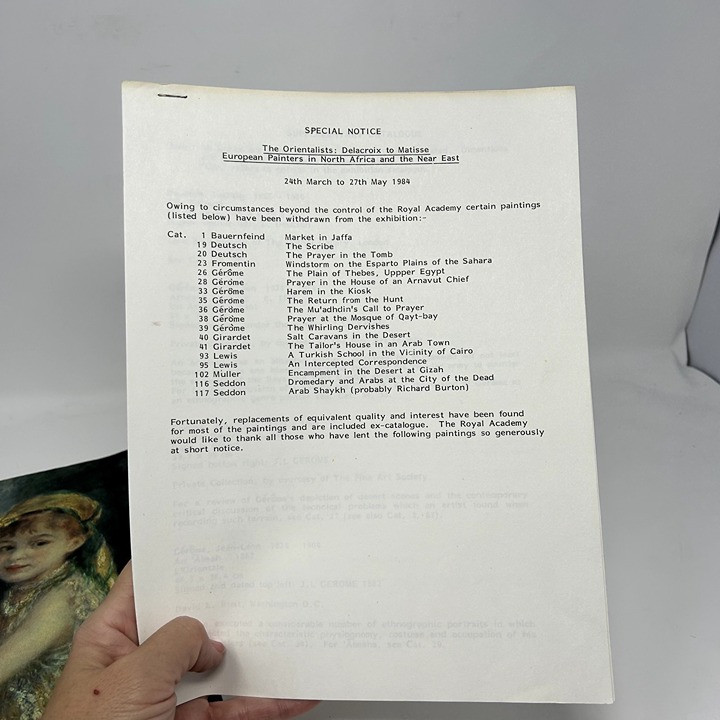 SPECIAL NOTICE
The Orientalists: Delacroix to Matisse
European Painters in North Africa and the Near East
24th March to 27th May 1984
Owing to circumstances beyond the control of the Royal Academy certain paintings
(listed below) have been withdrawn from the exhibition:-
Cat. 1 Bauernfeind Market in Jaffa
19 Deutsch The Scribe
20 Deutsch The Prayer in the Tomb
23 Fromentin Windstorm on the Esparto Plains of the Sahara
26 Gérôme The Plain of Thebes, Uppper Egypt
28 Gérôme Prayer in the House of an Arnavut Chief
33 Gérôme Harem in the Kiosk
35 Gérôme The Return from the Hunt
36 Gérôme The Mu'adhdin's Call to Prayer
38 Gérôme Prayer at the Mosque of Qayt-bay
39 Gérôme The Whirling Dervishes
40 Girardet Salt Caravans in the Desert
41 Girardet The Tailor's House in an Arab Town
93 Lewis A Turkish School in the Vicinity of Cairo
95 Lewis An Intercepted Correspondence
102 Muller Encampment in the Desert at Gizah
116 Seddon Dromedary and Arabs at the City of the Dead
117 Seddon Arab Shaykh (probably Richard Burton)
Fortunately, replacements of equivalent quality and interest have been found
for most of the paintings and are included ex-catalogue. The Royal Academy
would like to thank all those who have lent the following paintings so generously
at short notice.